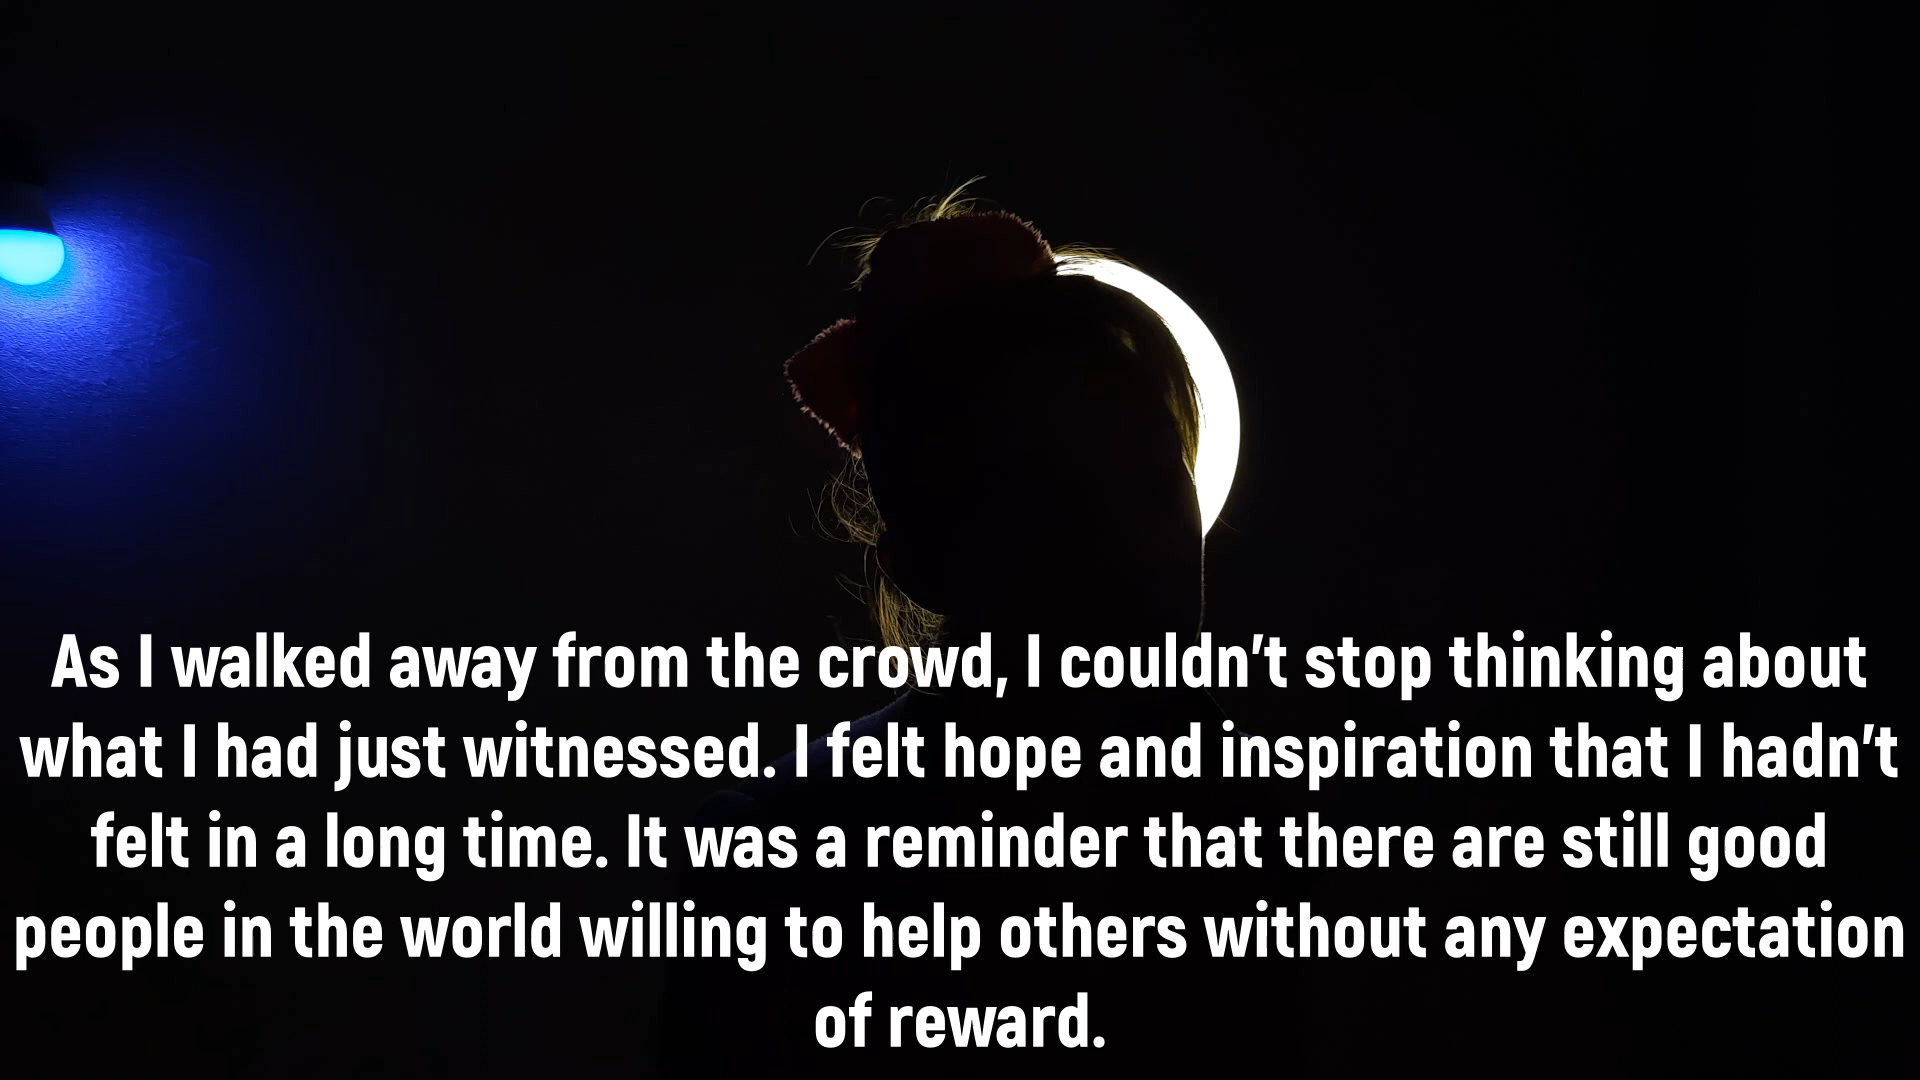 As I walked away from the crowd, I couldn't stop thinking about
what I had just witnessed. I felt hope and inspiration that I hadn't
felt in a long time. It was a reminder that there are still good
people in the world willing to help others without any expectation
of reward.